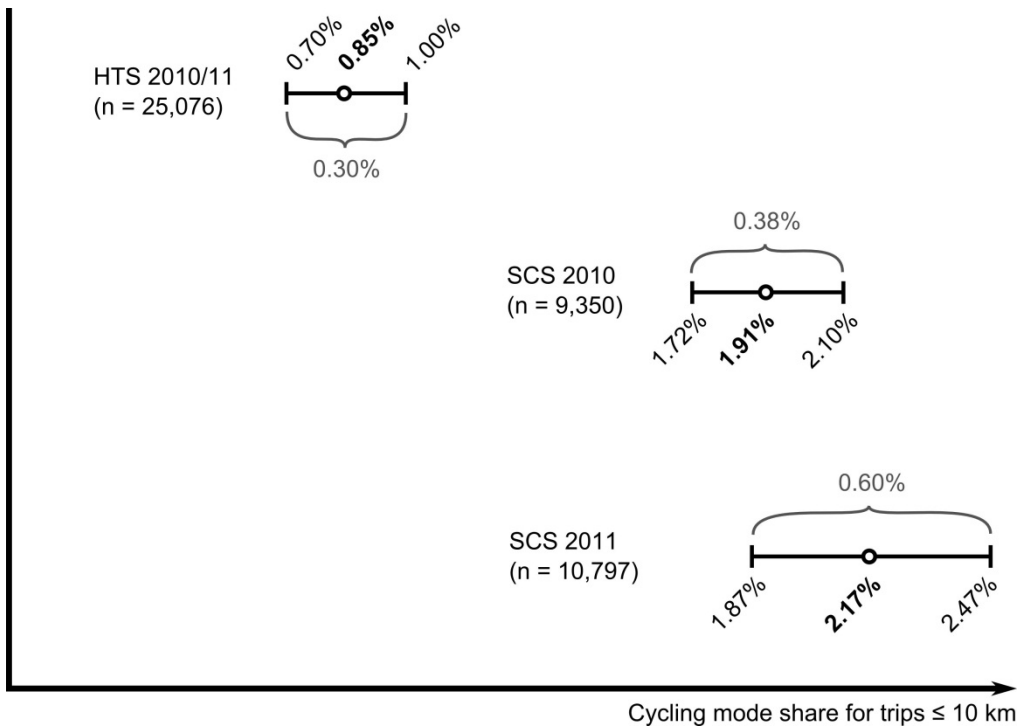 0.70%
0.85%
1.00%
HTS 2010/11
(n = 25,076)
0.30%
0.38%
SCS 2010
(n = 9,350)
1.72%
1.91%
2.10%
0.60%
SCS 2011
(n = 10,797)
1.87%
2.17%
2.47%
Cycling mode share for trips ≤ 10 km